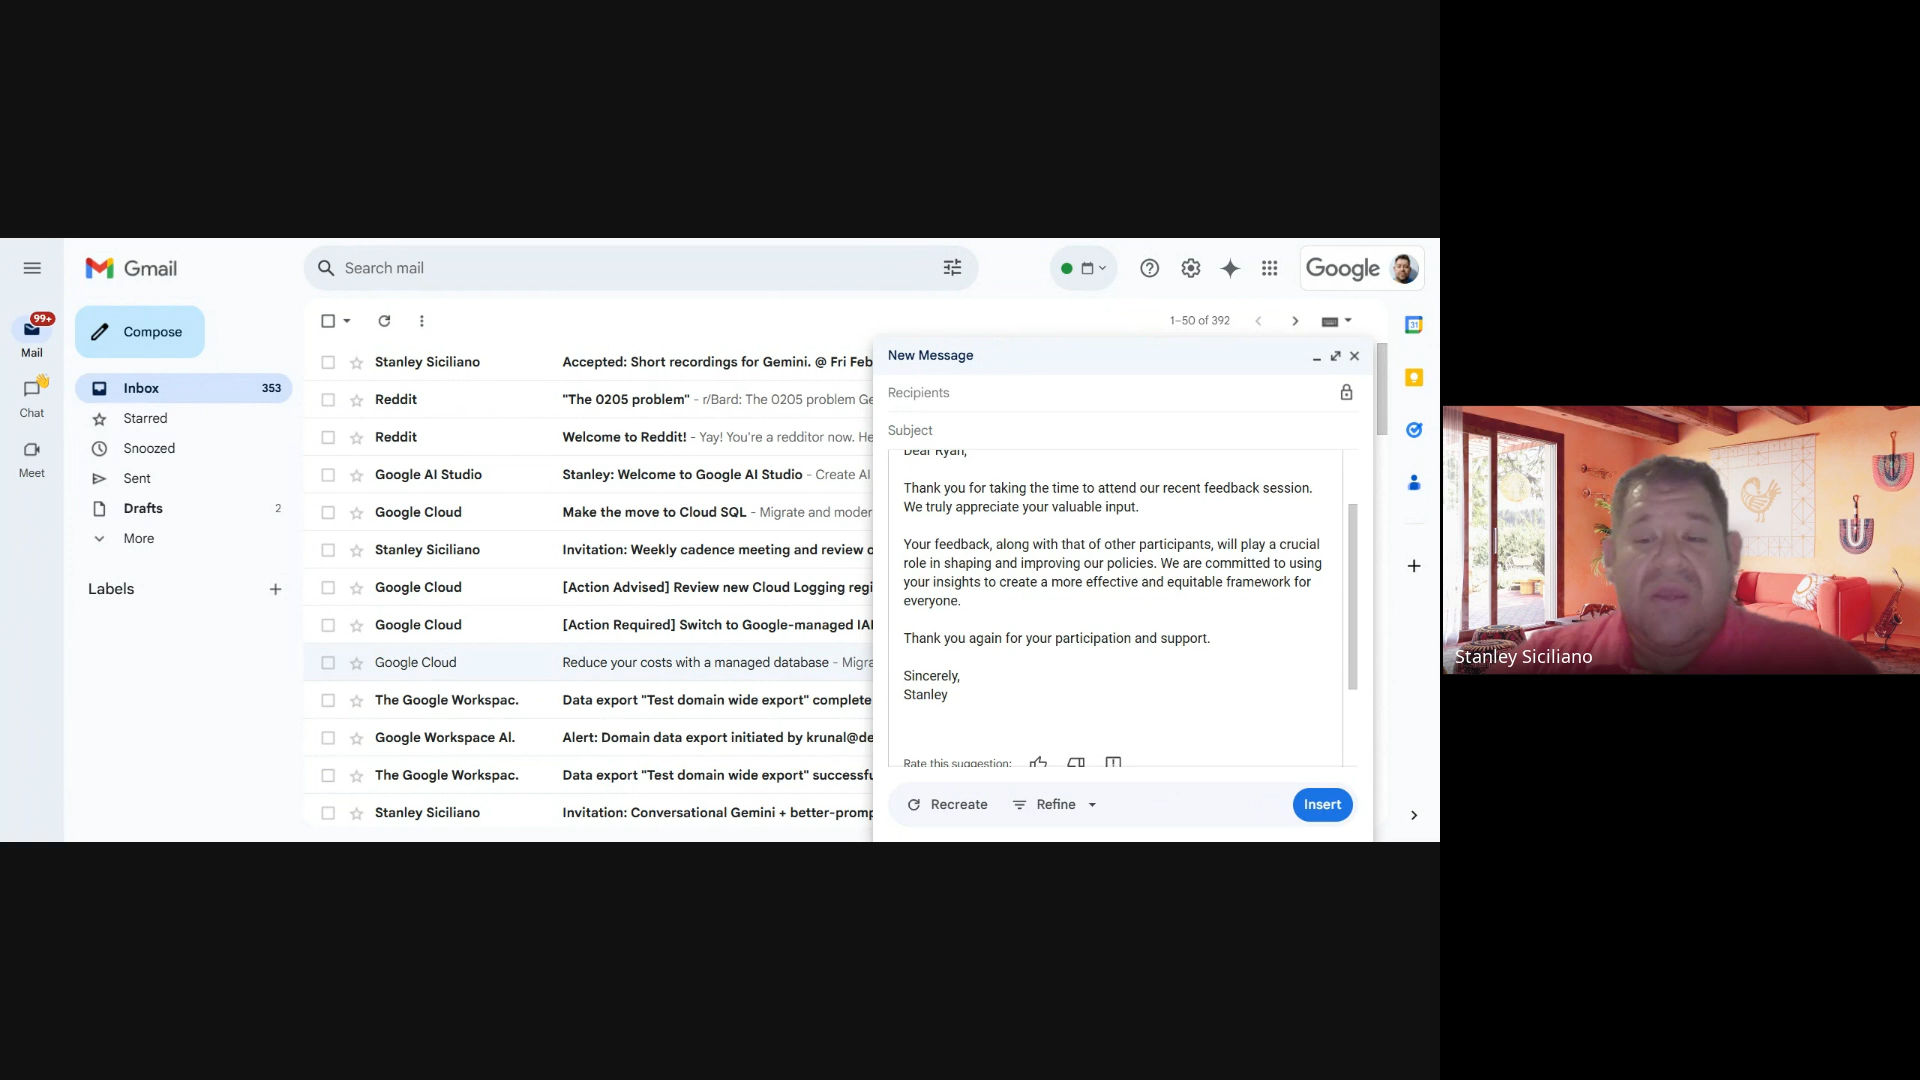 Gmail
Search mail
Google
99+
Mail
Chat
Meet
Compose
Inbox 353
Starred
Snoozed
Sent
Drafts 2
More
Labels
1–50 of 392
Stanley Siciliano Accepted: Short recordings for Gemini. @ Fri Feb
Reddit "The 0205 problem" - r/Bard: The 0205 problem Ge
Reddit Welcome to Reddit! - Yay! You're a redditor now. He
Google AI Studio Stanley: Welcome to Google AI Studio - Create AI
Google Cloud Make the move to Cloud SQL - Migrate and moder
Stanley Siciliano Invitation: Weekly cadence meeting and review o
Google Cloud [Action Advised] Review new Cloud Logging regi
Google Cloud [Action Required] Switch to Google-managed IAI
Google Cloud Reduce your costs with a managed database - Migra
The Google Workspac. Data export "Test domain wide export" complete
Google Workspace Al. Alert: Domain data export initiated by krunal@de
The Google Workspac. Data export "Test domain wide export" successfu
Stanley Siciliano Invitation: Conversational Gemini + better-promp
New Message
Recipients
Subject
Dear Ryan,
Thank you for taking the time to attend our recent feedback session.
We truly appreciate your valuable input.
Your feedback, along with that of other participants, will play a crucial
role in shaping and improving our policies. We are committed to using
your insights to create a more effective and equitable framework for
everyone.
Thank you again for your participation and support.
Sincerely,
Stanley
Rate this suggestion:
Recreate Refine Insert
31
Stanley Siciliano